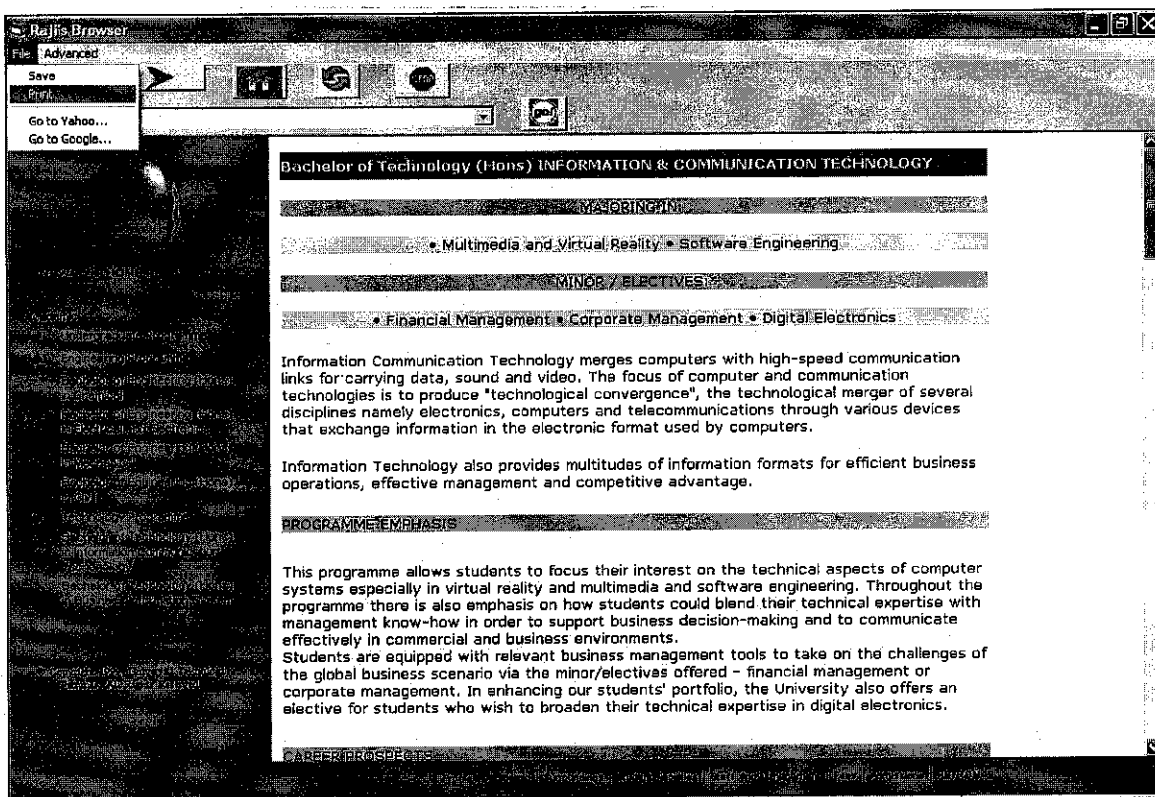 Rajis Browser
File Advanced
Save
Print
Go to Yahoo...
Go to Google...
STOP
go!
Bachelor of Technology (Hons) INFORMATION & COMMUNICATION TECHNOLOGY
MAJORING IN:
• Multimedia and Virtual Reality • Software Engineering
MINOR / ELECTIVES:
• Financial Management • Corporate Management • Digital Electronics
Information Communication Technology merges computers with high-speed communication
links for carrying data, sound and video. The focus of computer and communication
technologies is to produce "technological convergence", the technological merger of several
disciplines namely electronics, computers and telecommunications through various devices
that exchange information in the electronic format used by computers.
Information Technology also provides multitudes of information formats for efficient business
operations, effective management and competitive advantage.
PROGRAMME EMPHASIS
This programme allows students to focus their interest on the technical aspects of computer
systems especially in virtual reality and multimedia and software engineering. Throughout the
programme there is also emphasis on how students could blend their technical expertise with
management know-how in order to support business decision-making and to communicate
effectively in commercial and business environments.
Students are equipped with relevant business management tools to take on the challenges of
the global business scenario via the minor/electives offered – financial management or
corporate management. In enhancing our students' portfolio, the University also offers an
elective for students who wish to broaden their technical expertise in digital electronics.
CAREER PROSPECTS